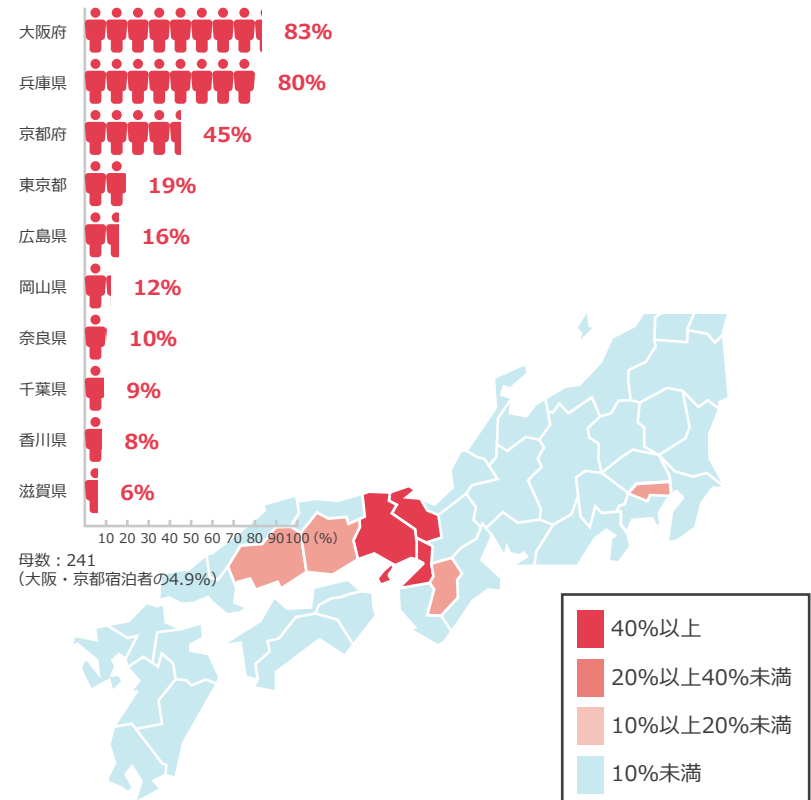 大阪府 83%
兵庫県 80%
京都府 45%
東京都 19%
広島県 16%
岡山県 12%
奈良県 10%
千葉県 9%
香川県 8%
滋賀県 6%
10 20 30 40 50 60 70 80 90 100 (%)
母数：241
（大阪・京都宿泊者の4.9%）
40%以上
20%以上40%未満
10%以上20%未満
10%未満